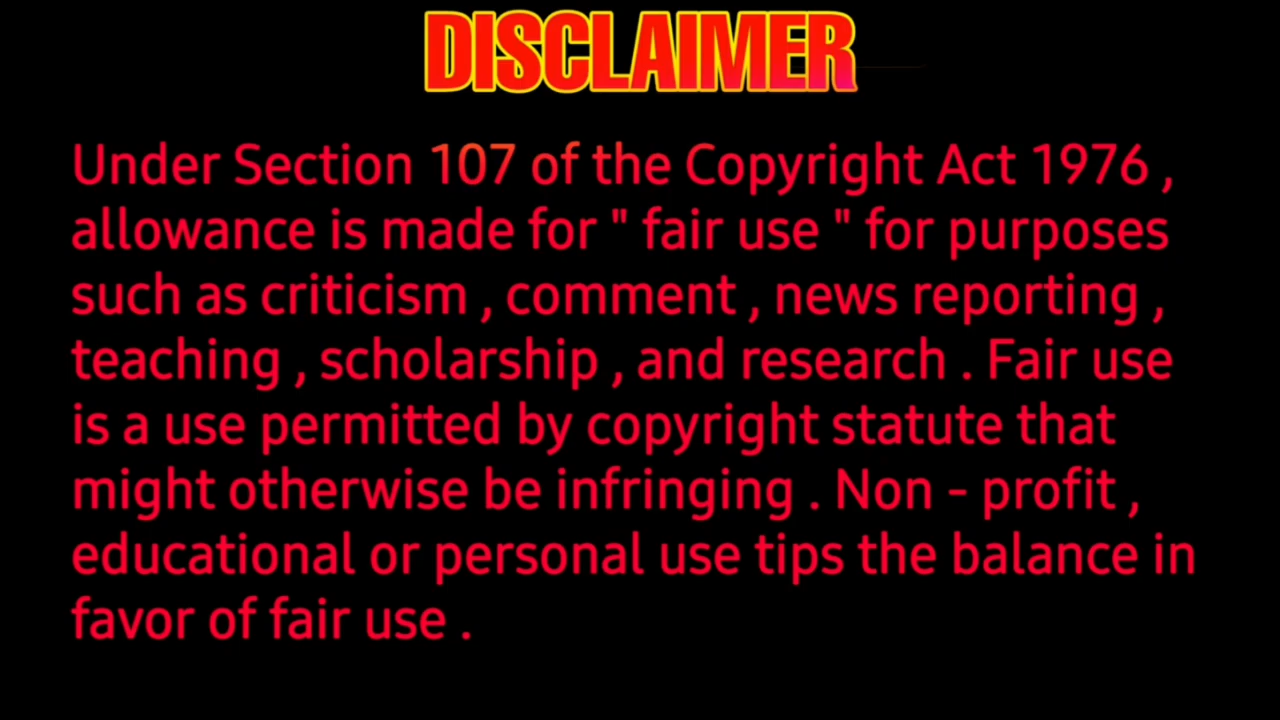 DISCLAIMER
Under Section 107 of the Copyright Act 1976 ,
allowance is made for " fair use " for purposes
such as criticism , comment , news reporting ,
teaching , scholarship , and research . Fair use
is a use permitted by copyright statute that
might otherwise be infringing . Non - profit ,
educational or personal use tips the balance in
favor of fair use .